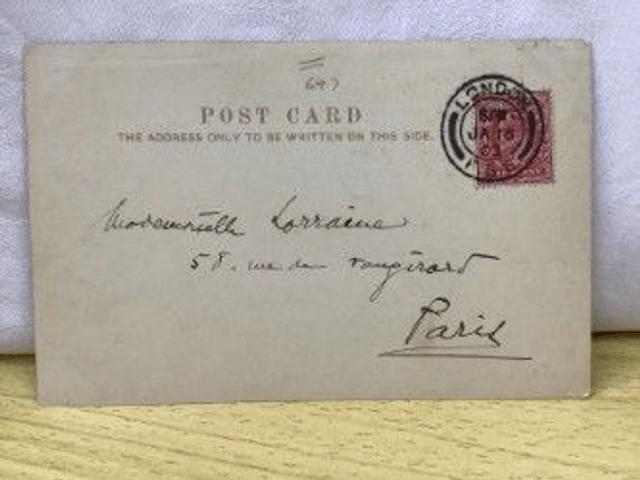 POST CARD
THE ADDRESS ONLY TO BE WRITTEN ON THIS SIDE.
LONDON
JA 16
Mademoiselle Lorraine
58. rue de Vaugirard
Paris